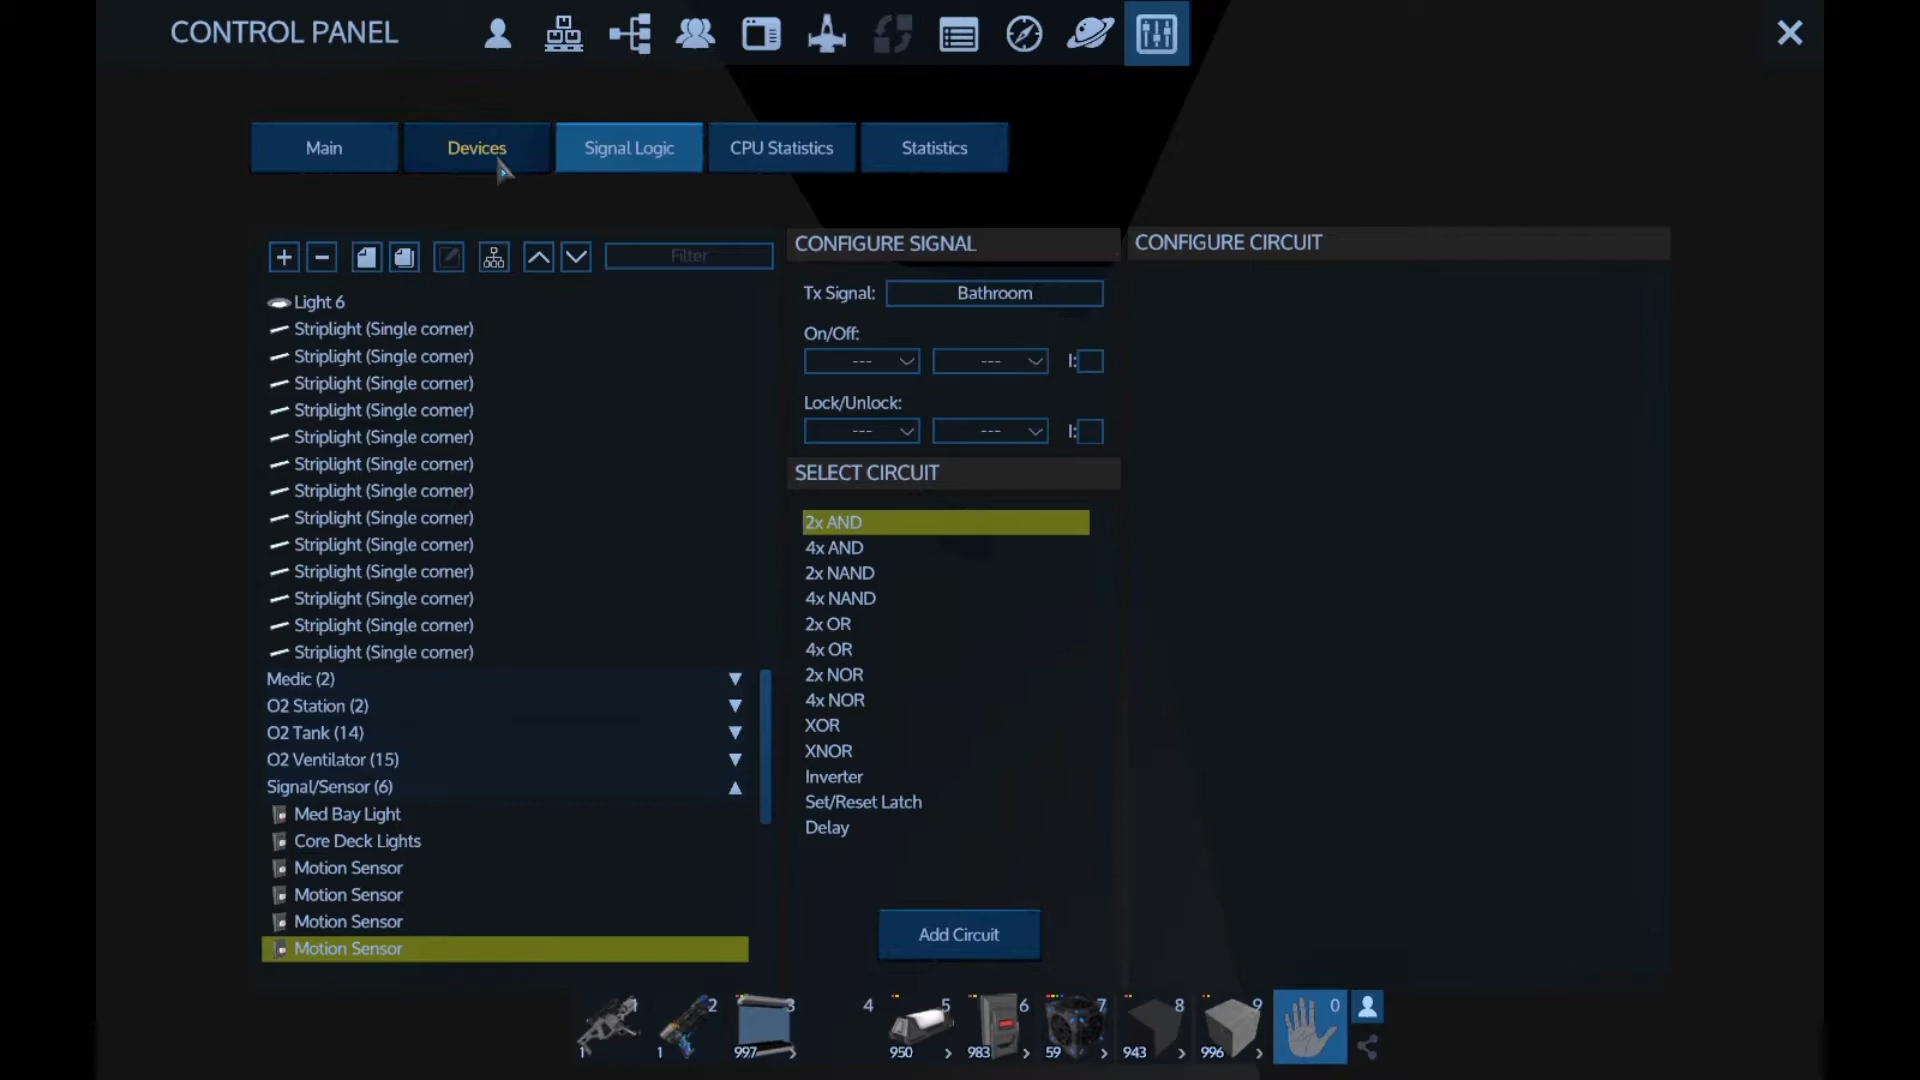 CONTROL PANEL
Main
Devices
Signal Logic
CPU Statistics
Statistics
Filter
Light 6
Striplight (Single corner)
Striplight (Single corner)
Striplight (Single corner)
Striplight (Single corner)
Striplight (Single corner)
Striplight (Single corner)
Striplight (Single corner)
Striplight (Single corner)
Striplight (Single corner)
Striplight (Single corner)
Striplight (Single corner)
Striplight (Single corner)
Striplight (Single corner)
Medic (2)
O2 Station (2)
O2 Tank (14)
O2 Ventilator (15)
Signal/Sensor (6)
Med Bay Light
Core Deck Lights
Motion Sensor
Motion Sensor
Motion Sensor
Motion Sensor
CONFIGURE SIGNAL
Tx Signal: Bathroom
On/Off:
--- --- I:
Lock/Unlock:
--- --- I:
SELECT CIRCUIT
2x AND
4x AND
2x NAND
4x NAND
2x OR
4x OR
2x NOR
4x NOR
XOR
XNOR
Inverter
Set/Reset Latch
Delay
Add Circuit
CONFIGURE CIRCUIT
1 2 3 4 5 6 7 8 9 0
1 1 997 950 983 59 943 996